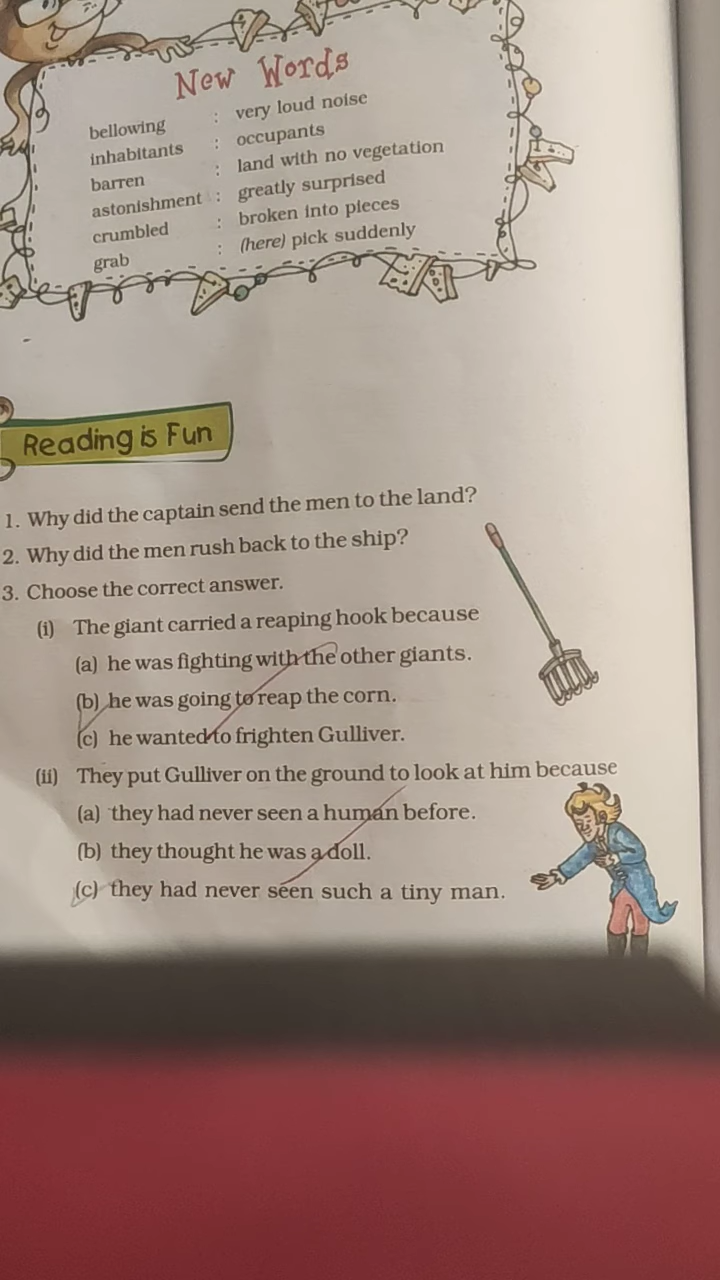 New Words
bellowing : very loud noise
inhabitants : occupants
barren : land with no vegetation
astonishment : greatly surprised
crumbled : broken into pieces
grab : (here) pick suddenly
Reading is Fun
1. Why did the captain send the men to the land?
2. Why did the men rush back to the ship?
3. Choose the correct answer.
(i) The giant carried a reaping hook because
(a) he was fighting with the other giants.
(b) he was going to reap the corn.
(c) he wanted to frighten Gulliver.
(ii) They put Gulliver on the ground to look at him because
(a) they had never seen a human before.
(b) they thought he was a doll.
(c) they had never seen such a tiny man.